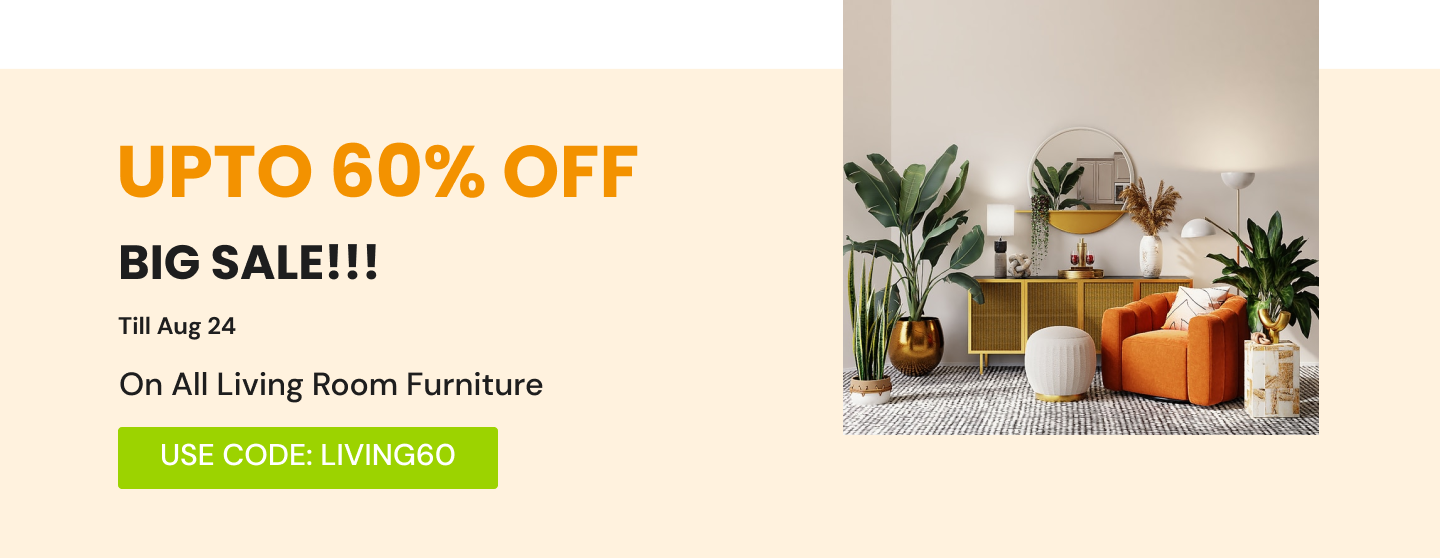 UPTO 60% OFF
BIG SALE!!!
Till Aug 24
On All Living Room Furniture
USE CODE: LIVING60